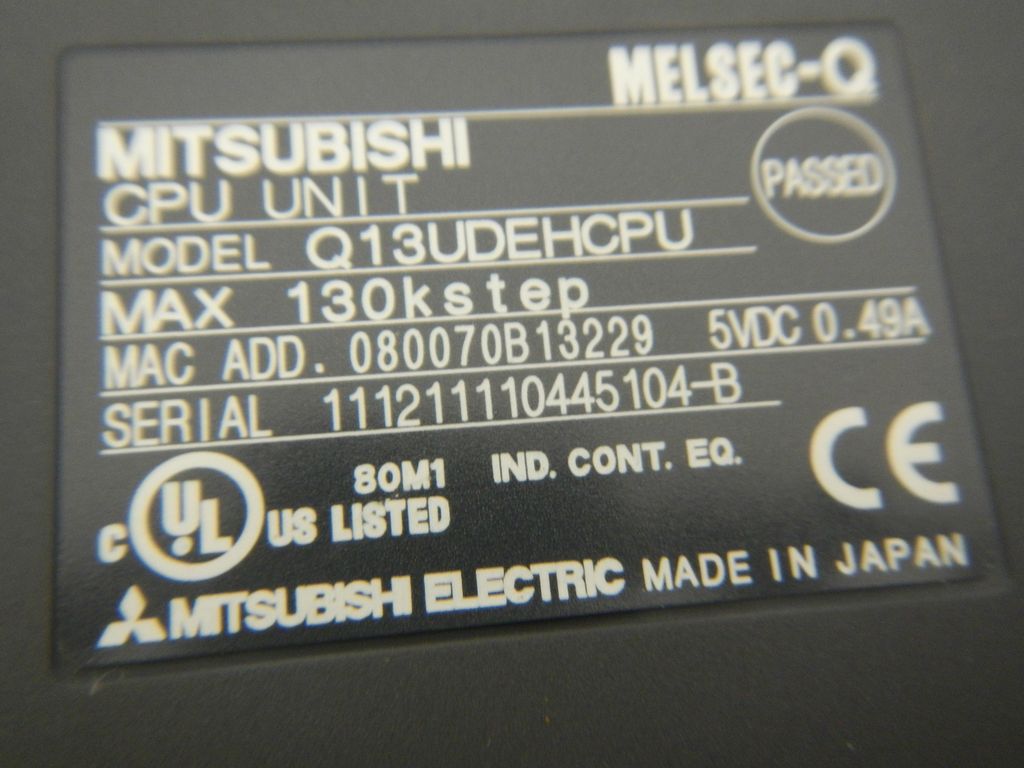 MELSEC-Q
MITSUBISHI
PASSED
CPU UNIT
MODEL Q13UDEHCPU
MAX 130kstep
MAC ADD. 080070B13229 5VDC 0.49A
SERIAL 111211110445104-B
80M1 IND. CONT. EQ.
C UL US LISTED
CE
MITSUBISHI ELECTRIC MADE IN JAPAN